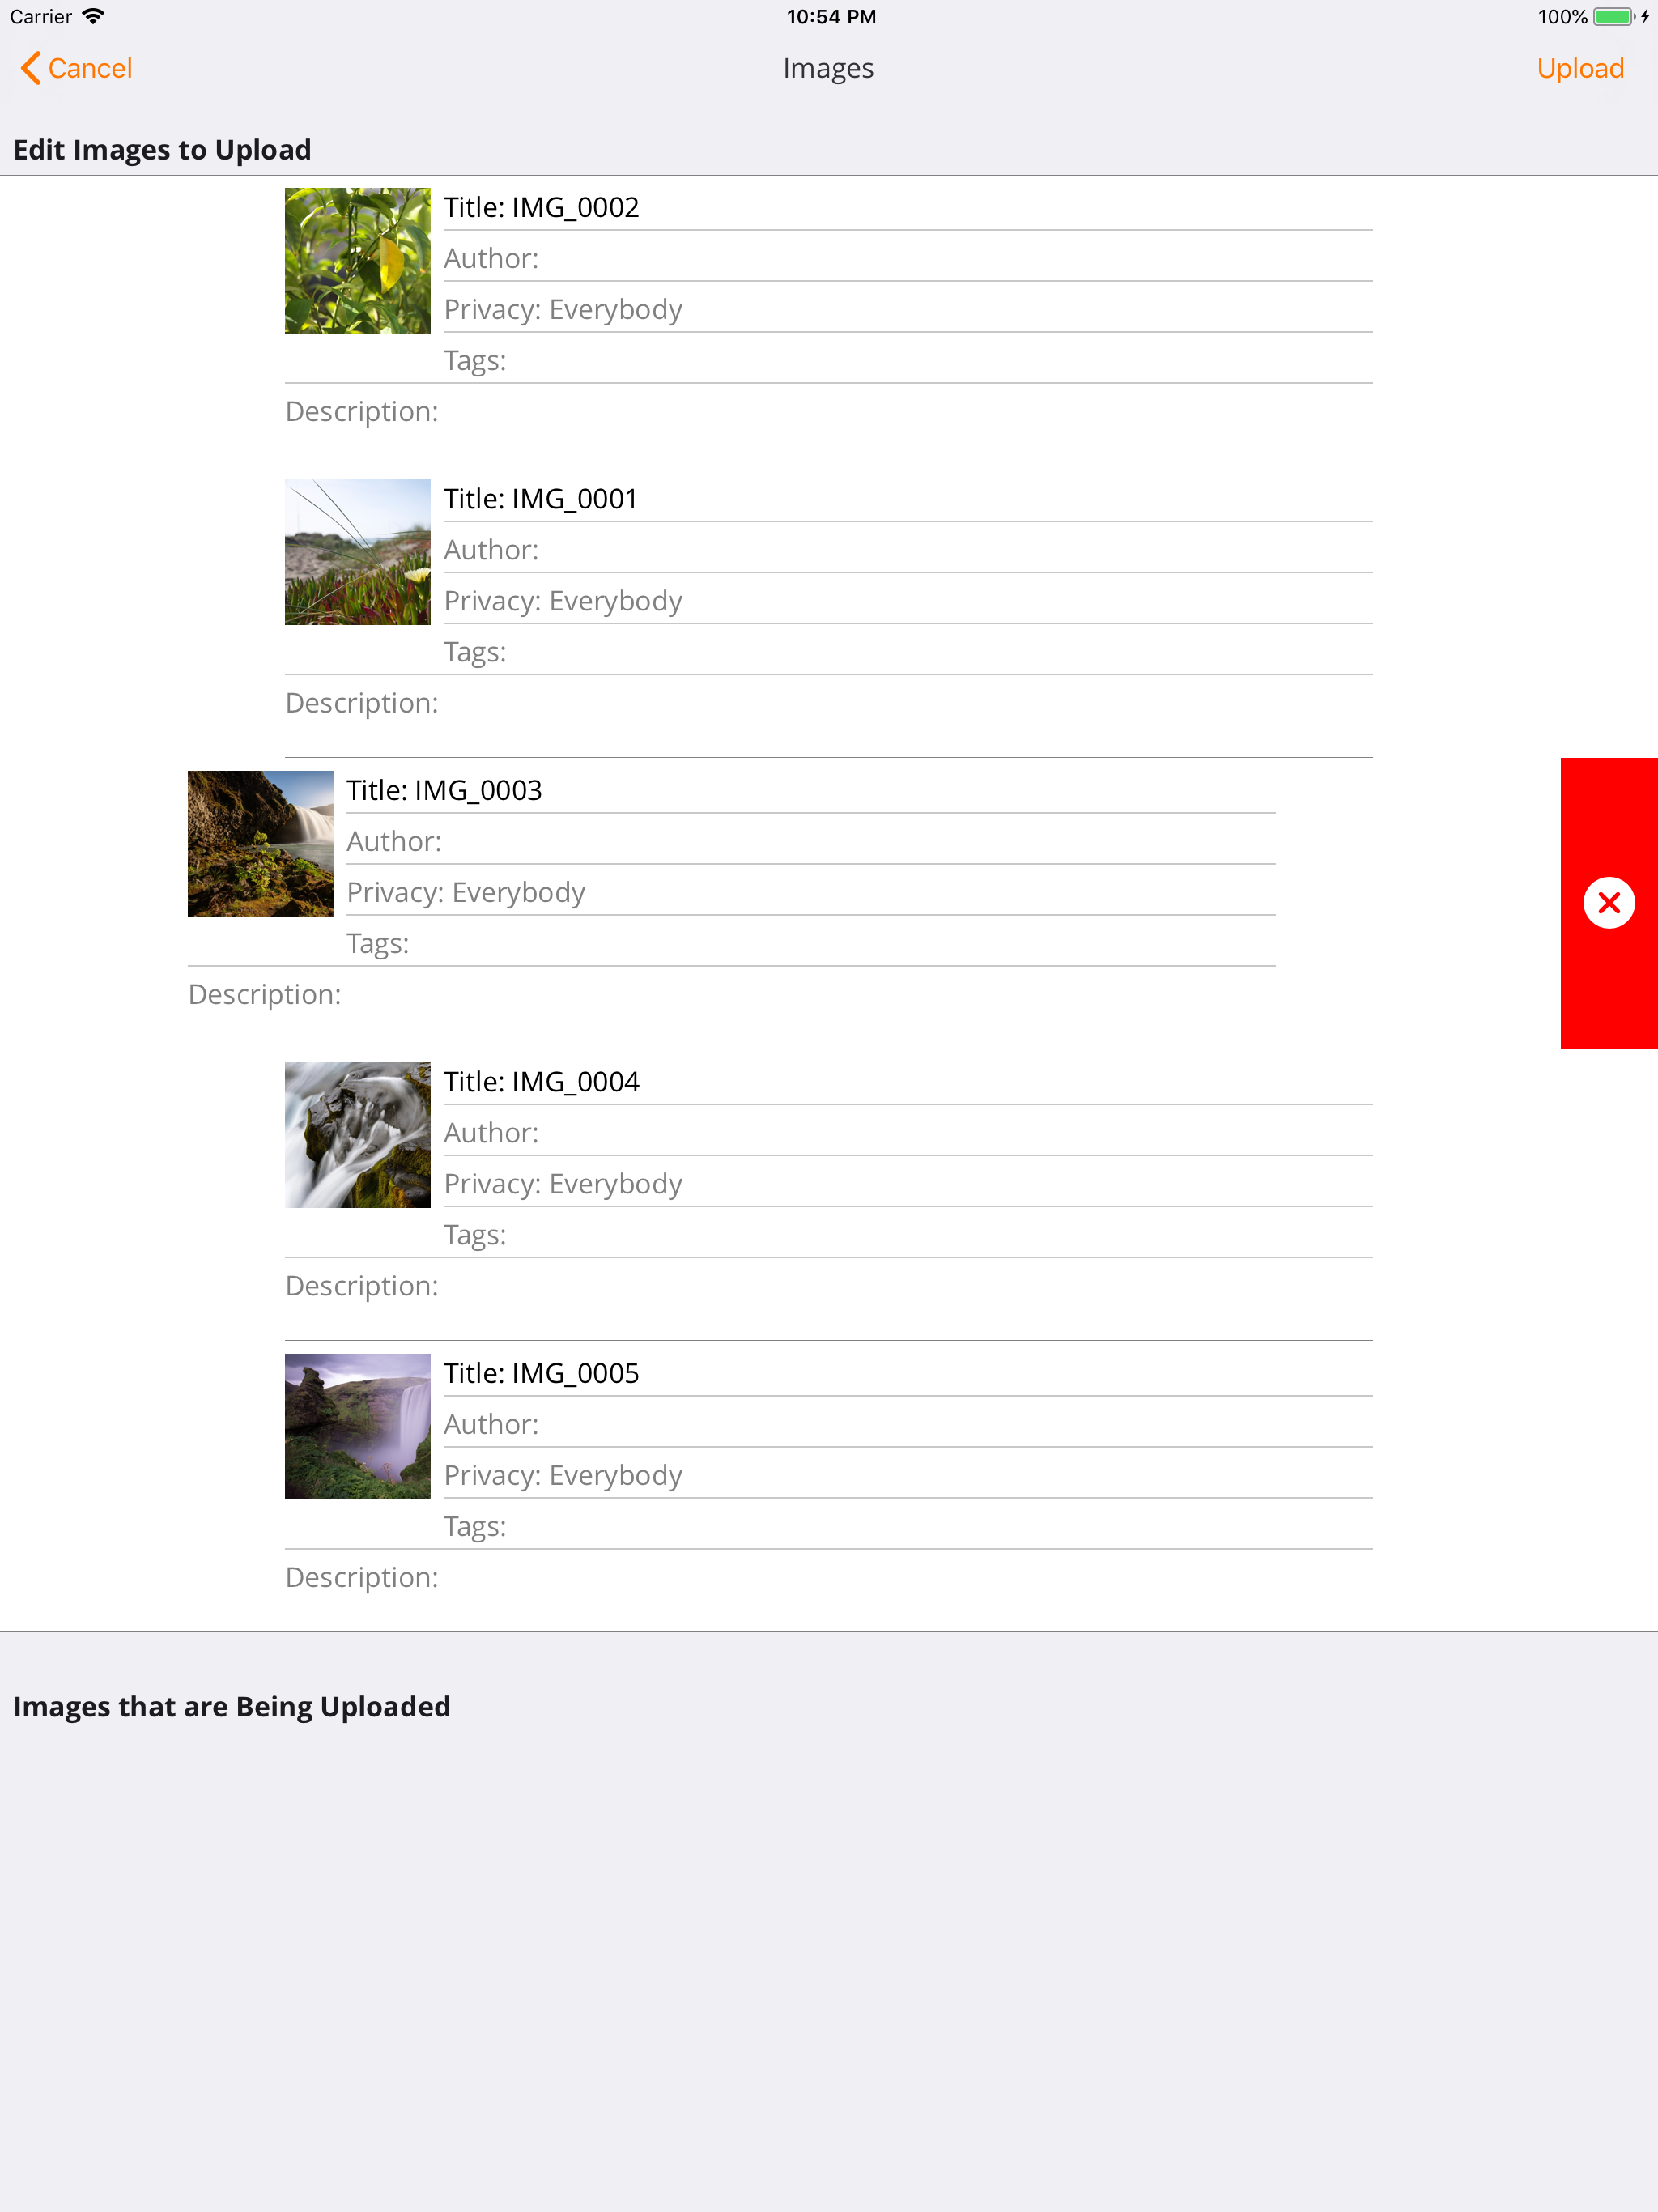 Carrier 10:54 PM 100%
Cancel Images Upload
Edit Images to Upload
Title: IMG_0002
Author:
Privacy: Everybody
Tags:
Description:
Title: IMG_0001
Author:
Privacy: Everybody
Tags:
Description:
Title: IMG_0003
Author:
Privacy: Everybody
Tags:
Description:
Title: IMG_0004
Author:
Privacy: Everybody
Tags:
Description:
Title: IMG_0005
Author:
Privacy: Everybody
Tags:
Description:
Images that are Being Uploaded